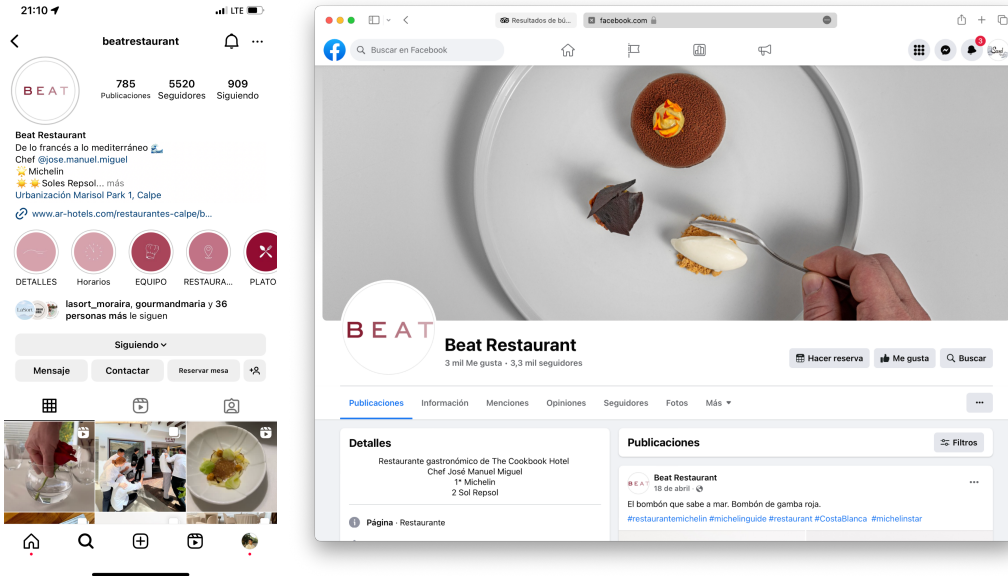 21:10
LTE
beatrestaurant
BEAT
785
5520
909
Publicaciones
Seguidores
Siguiendo
Beat Restaurant
De lo francés a lo mediterráneo
Chef @jose.manuel.miguel
Michelin
Soles Repsol... más
Urbanización Marisol Park 1, Calpe
www.ar-hotels.com/restaurantes-calpe/b...
DETALLES
Horarios
EQUIPO
RESTAURA...
PLATO
lasort_moraira, gourmandmaria y 36
personas más le siguen
Siguiendo
Mensaje
Contactar
Reservar mesa
Resultados de bú...
facebook.com
Buscar en Facebook
3
BEAT
Beat Restaurant
3 mil Me gusta • 3,3 mil seguidores
Hacer reserva
Me gusta
Buscar
Publicaciones
Información
Menciones
Opiniones
Seguidores
Fotos
Más
Detalles
Restaurante gastronómico de The Cookbook Hotel
Chef José Manuel Miguel
1* Michelin
2 Sol Repsol
Página · Restaurante
Publicaciones
Filtros
BEAT
Beat Restaurant
18 de abril ·
El bombón que sabe a mar. Bombón de gamba roja.
#restaurantemichelin #michelinguide #restaurant #CostaBlanca #michelinstar